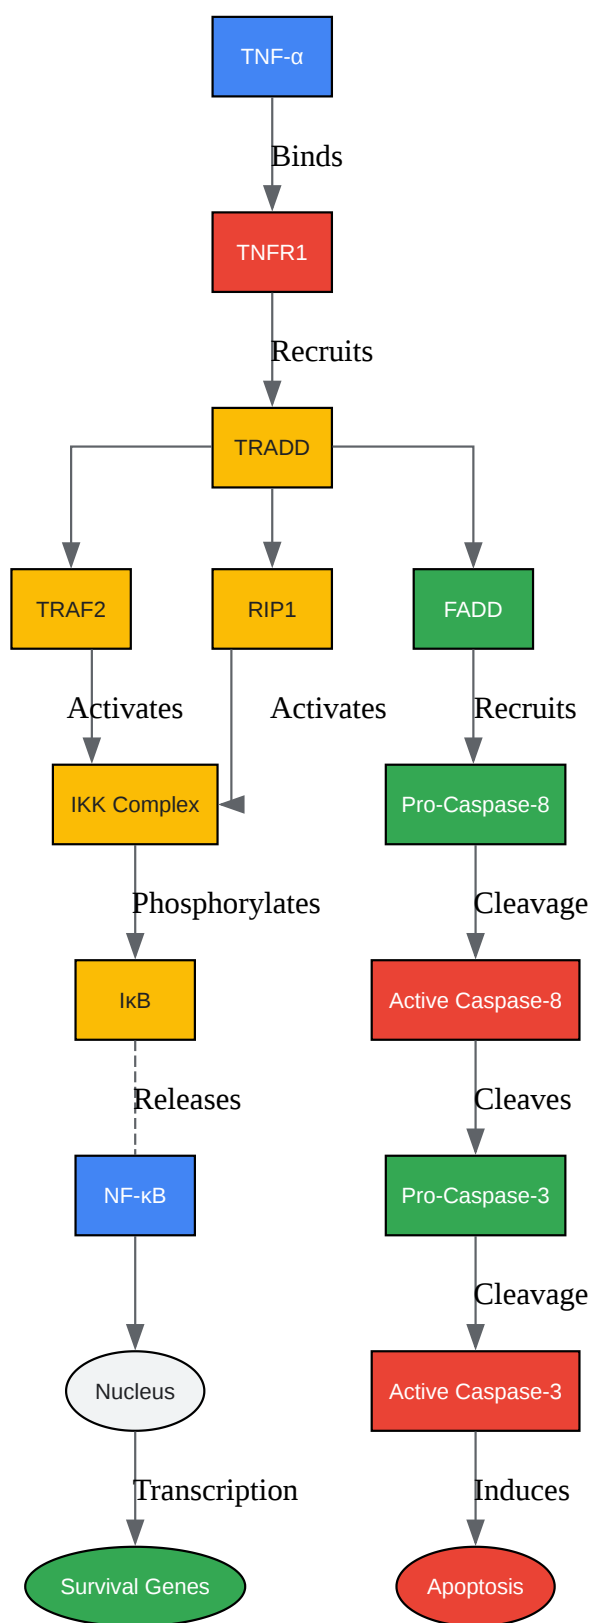 TNF-α
Binds
TNFR1
Recruits
TRADD
TRAF2
RIP1
FADD
Activates
Activates
Recruits
IKK Complex
Pro-Caspase-8
Phosphorylates
Cleavage
IκB
Active Caspase-8
Releases
Cleaves
NF-κB
Pro-Caspase-3
Cleavage
Nucleus
Active Caspase-3
Transcription
Induces
Survival Genes
Apoptosis